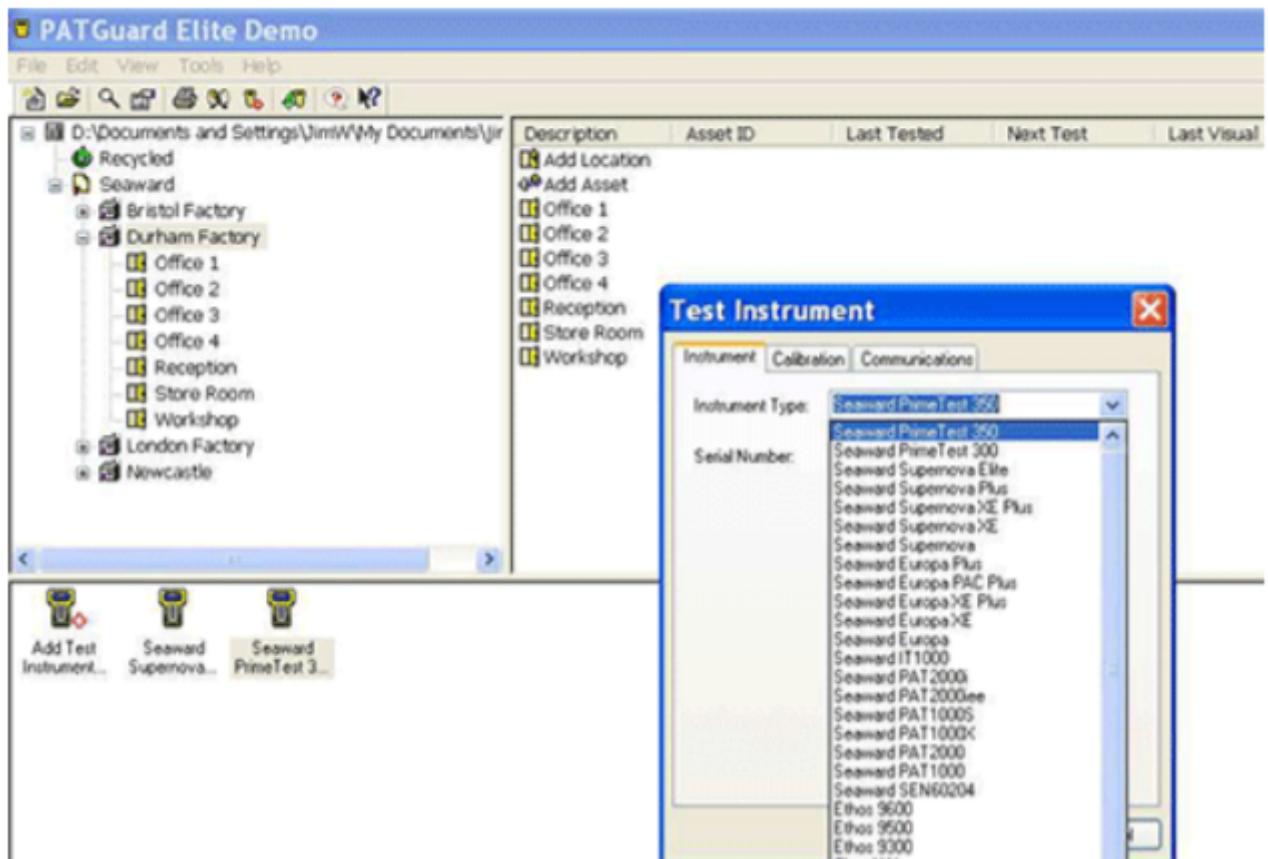 PATGuard Elite Demo
File Edit View Tools Help
D:\Documents and Settings\JimW\My Documents\jir
Recycled
Seaward
Bristol Factory
Durham Factory
Office 1
Office 2
Office 3
Office 4
Reception
Store Room
Workshop
London Factory
Newcastle
Description Asset ID Last Tested Next Test Last Visual
Add Location
Add Asset
Office 1
Office 2
Office 3
Office 4
Reception
Store Room
Workshop
Test Instrument
Instrument Calibration Communications
Instrument Type: Seaward PrimeTest 350
Serial Number:
Seaward PrimeTest 350
Seaward PrimeTest 300
Seaward Supernova Elite
Seaward Supernova Plus
Seaward Supernova XE Plus
Seaward Supernova XE
Seaward Supernova
Seaward Europa Plus
Seaward Europa PAC Plus
Seaward Europa XE Plus
Seaward Europa XE
Seaward Europa
Seaward IT1000
Seaward PAT2000i
Seaward PAT2000iee
Seaward PAT1000S
Seaward PAT1000X
Seaward PAT2000
Seaward PAT1000
Seaward SEN60204
Ethos 9600
Ethos 9500
Ethos 9300
Add Test
Instrument...
Seaward
Supernova...
Seaward
PrimeTest 3...